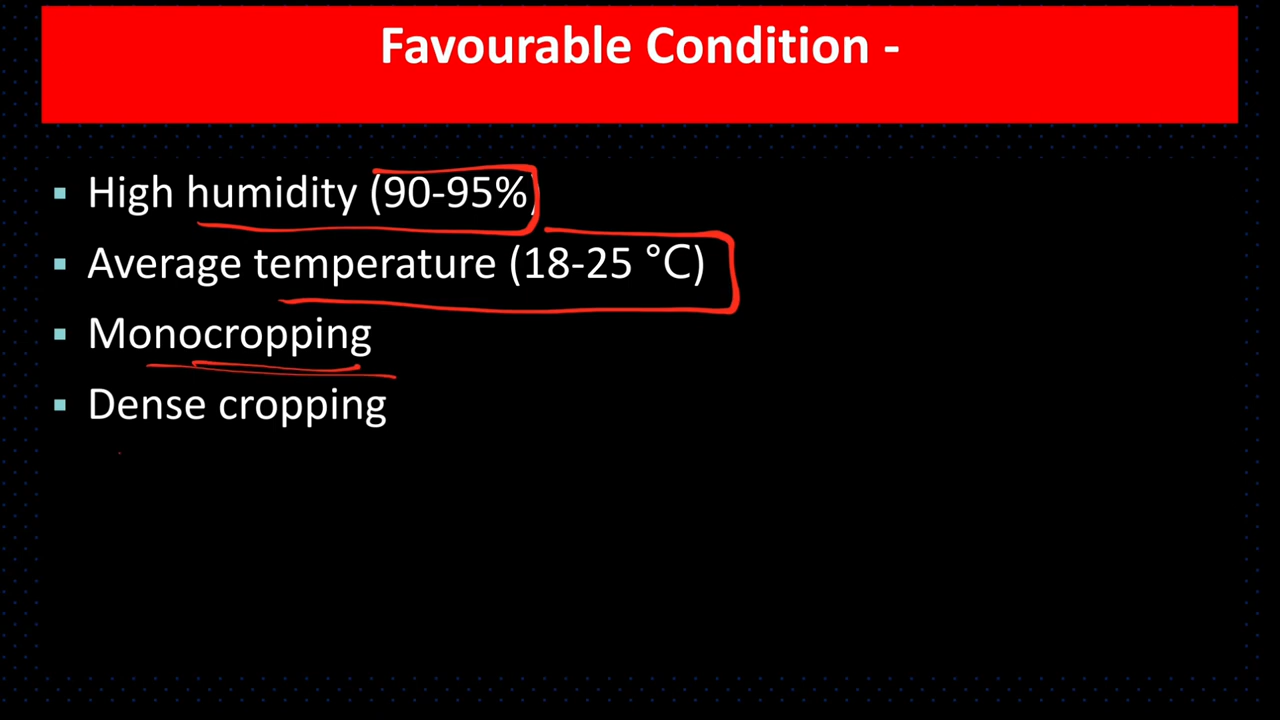 Favourable Condition -
▪ High humidity (90-95%)
▪ Average temperature (18-25 °C)
▪ Monocropping
▪ Dense cropping